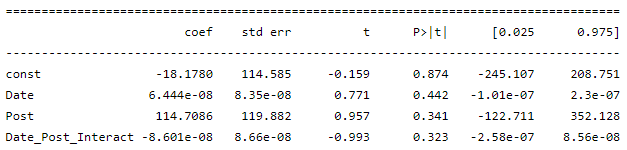 ==============================================================================
coef std err t P>|t| [0.025 0.975]
------------------------------------------------------------------------------
const -18.1780 114.585 -0.159 0.874 -245.107 208.751
Date 6.444e-08 8.35e-08 0.771 0.442 -1.01e-07 2.3e-07
Post 114.7086 119.882 0.957 0.341 -122.711 352.128
Date_Post_Interact -8.601e-08 8.66e-08 -0.993 0.323 -2.58e-07 8.56e-08